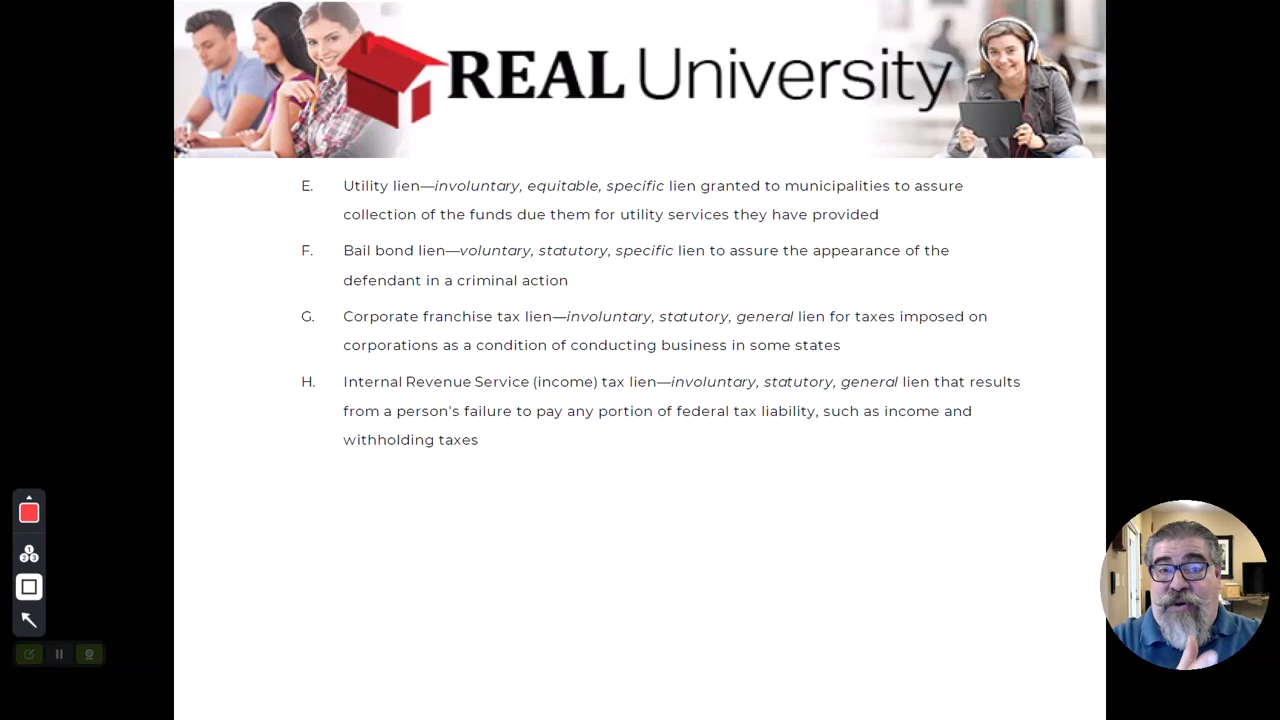 REAL University
E. Utility lien—involuntary, equitable, specific lien granted to municipalities to assure
collection of the funds due them for utility services they have provided
F. Bail bond lien—voluntary, statutory, specific lien to assure the appearance of the
defendant in a criminal action
G. Corporate franchise tax lien—involuntary, statutory, general lien for taxes imposed on
corporations as a condition of conducting business in some states
H. Internal Revenue Service (income) tax lien—involuntary, statutory, general lien that results
from a person's failure to pay any portion of federal tax liability, such as income and
withholding taxes